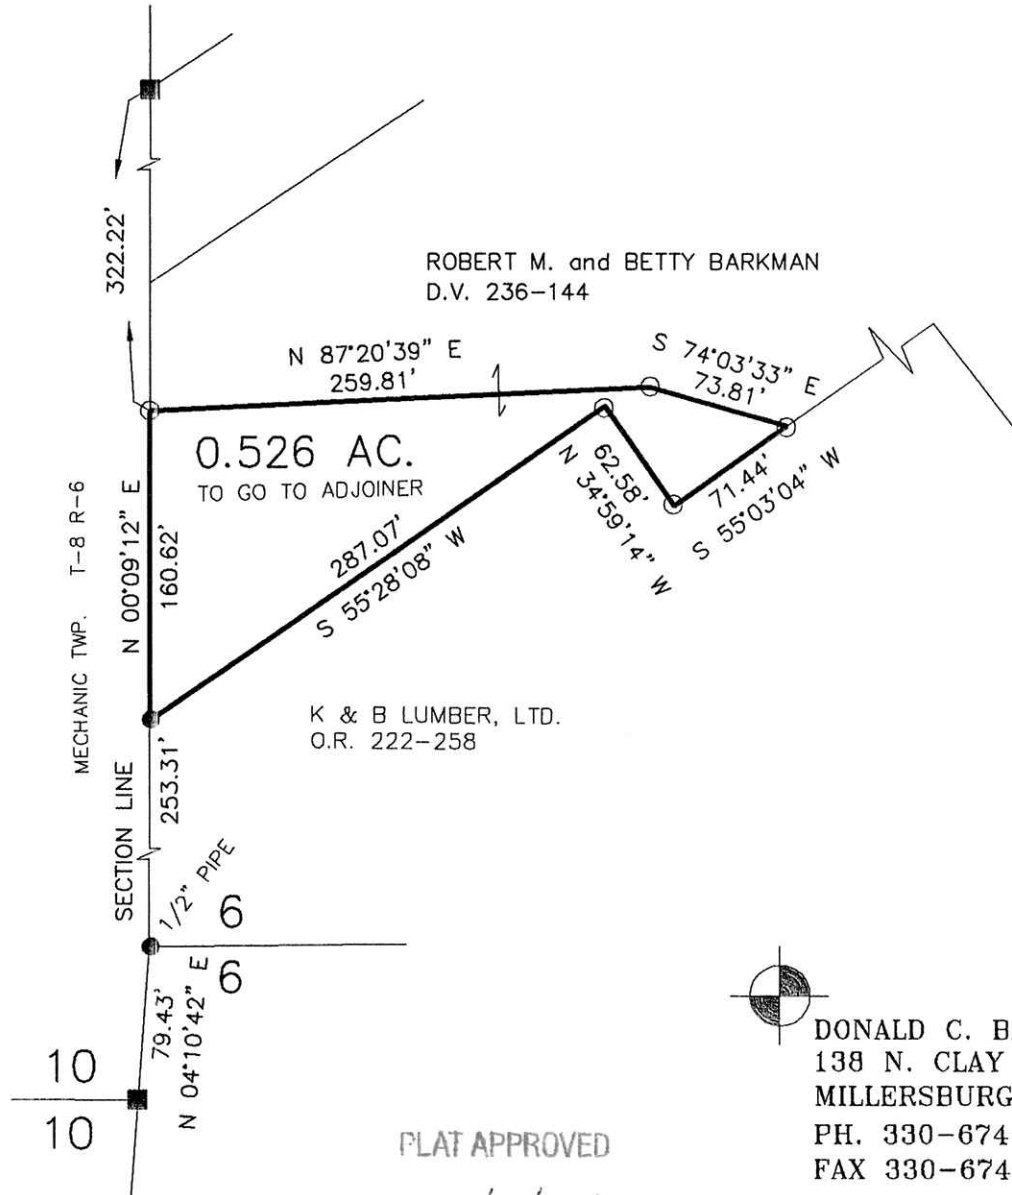 322.22'
ROBERT M. and BETTY BARKMAN
D.V. 236-144
N 87°20'39" E
259.81'
S 74°03'33" E
73.81'
0.526 AC.
TO GO TO ADJOINER
62.58'
N 34°59'14" W
71.44'
S 55°03'04" W
287.07'
S 55°28'08" W
MECHANIC TWP. T-8 R-6
N 00°09'12" E
160.62'
K & B LUMBER, LTD.
O.R. 222-258
SECTION LINE
253.31'
1/2" PIPE
6
6
79.43'
N 04°10'42" E
10
10
DONALD C. B
138 N. CLAY
MILLERSBURG
PH. 330-674
FAX 330-674
PLAT APPROVED